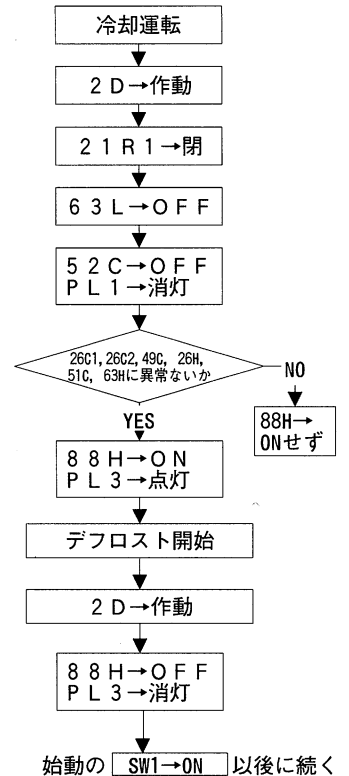 冷却運転
2D→作動
21R1→閉
63L→OFF
52C→OFF
PL1→消灯
26C1,26C2,49C, 26H,
51C, 63Hに異常ないか
NO
YES
88H→
ONせず
88H→ON
PL3→点灯
デフロスト開始
2D→作動
88H→OFF
PL3→消灯
始動の SW1→ON 以後に続く